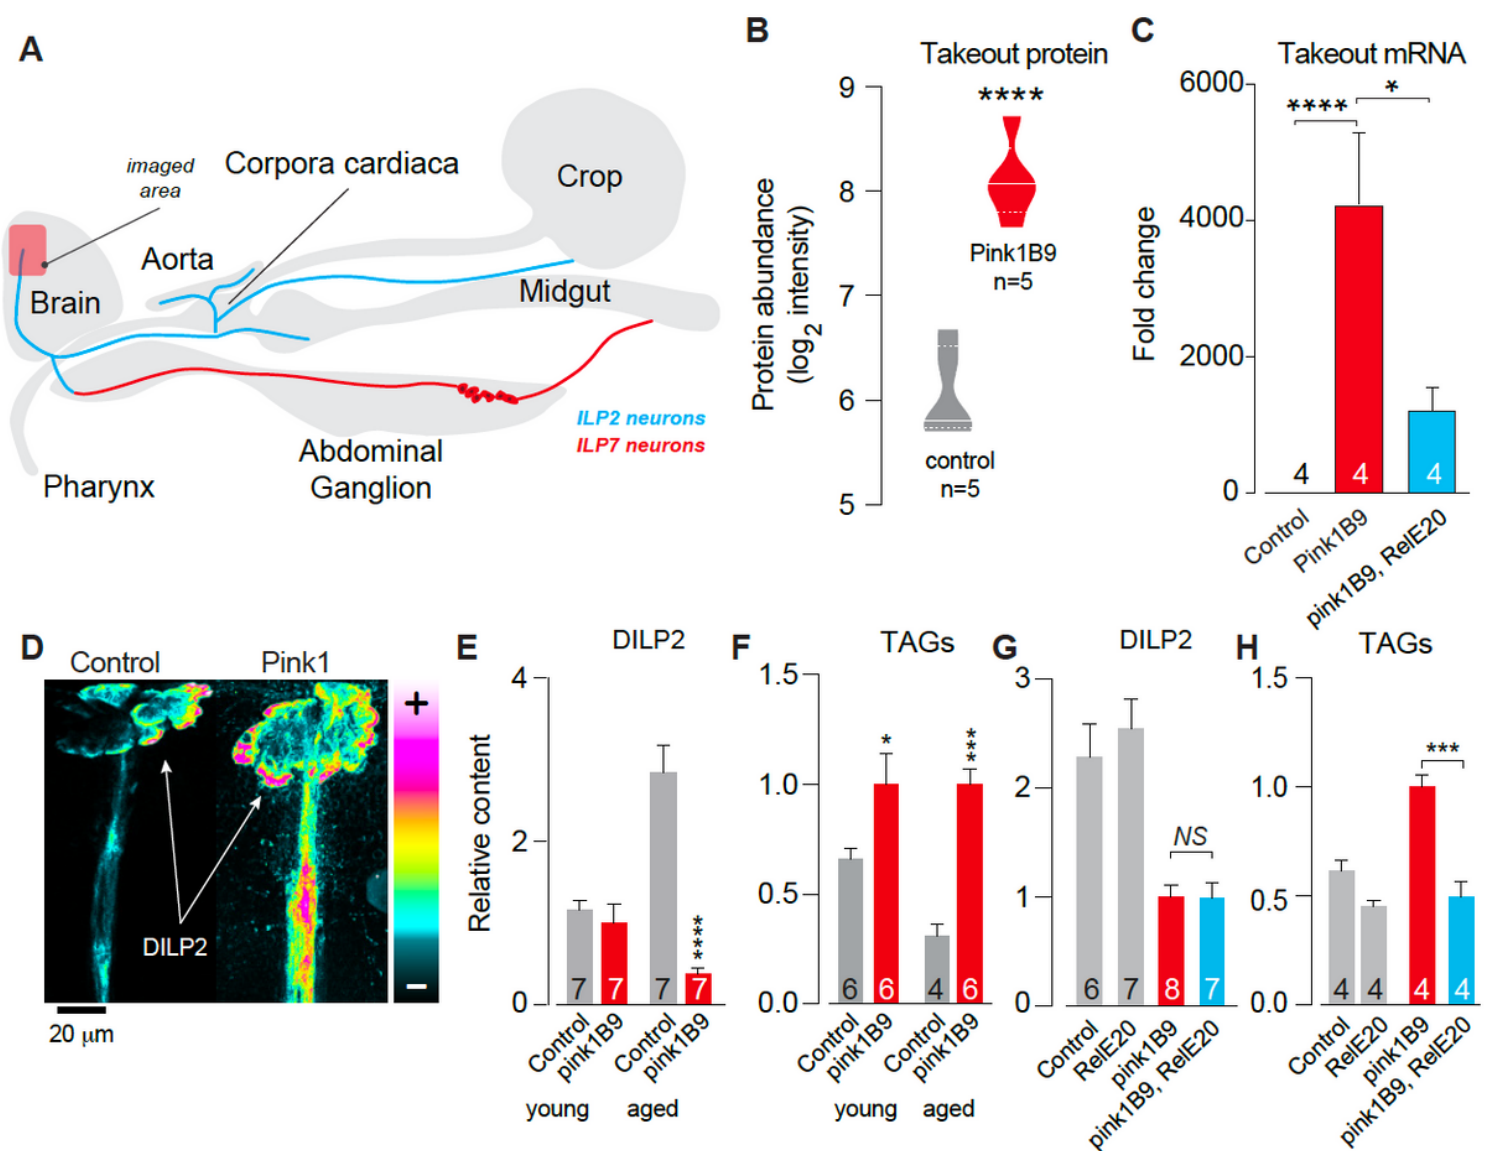 A
imaged
area
Corpora cardiaca
Crop
Aorta
Brain
Midgut
ILP2 neurons
ILP7 neurons
Abdominal
Ganglion
Pharynx
B
Takeout protein
****
Protein abundance
(log2 intensity)
9
8
7
6
5
Pink1B9
n=5
control
n=5
C
Takeout mRNA
Fold change
6000
4000
2000
0
****
*
4
4
4
Control
Pink1B9
pink1B9, RelE20
D
Control
Pink1
DILP2
+
−
20 μm
E
DILP2
Relative content
4
2
0
****
7
7
7
7
Control
pink1B9
Control
pink1B9
young
aged
F
TAGs
1.5
1.0
0.5
0.0
*
***
6
6
4
6
Control
pink1B9
Control
pink1B9
young
aged
G
DILP2
3
2
1
0
NS
6
7
8
7
Control
RelE20
pink1B9
pink1B9, RelE20
H
TAGs
1.5
1.0
0.5
0.0
***
4
4
4
4
Control
RelE20
pink1B9
pink1B9, RelE20